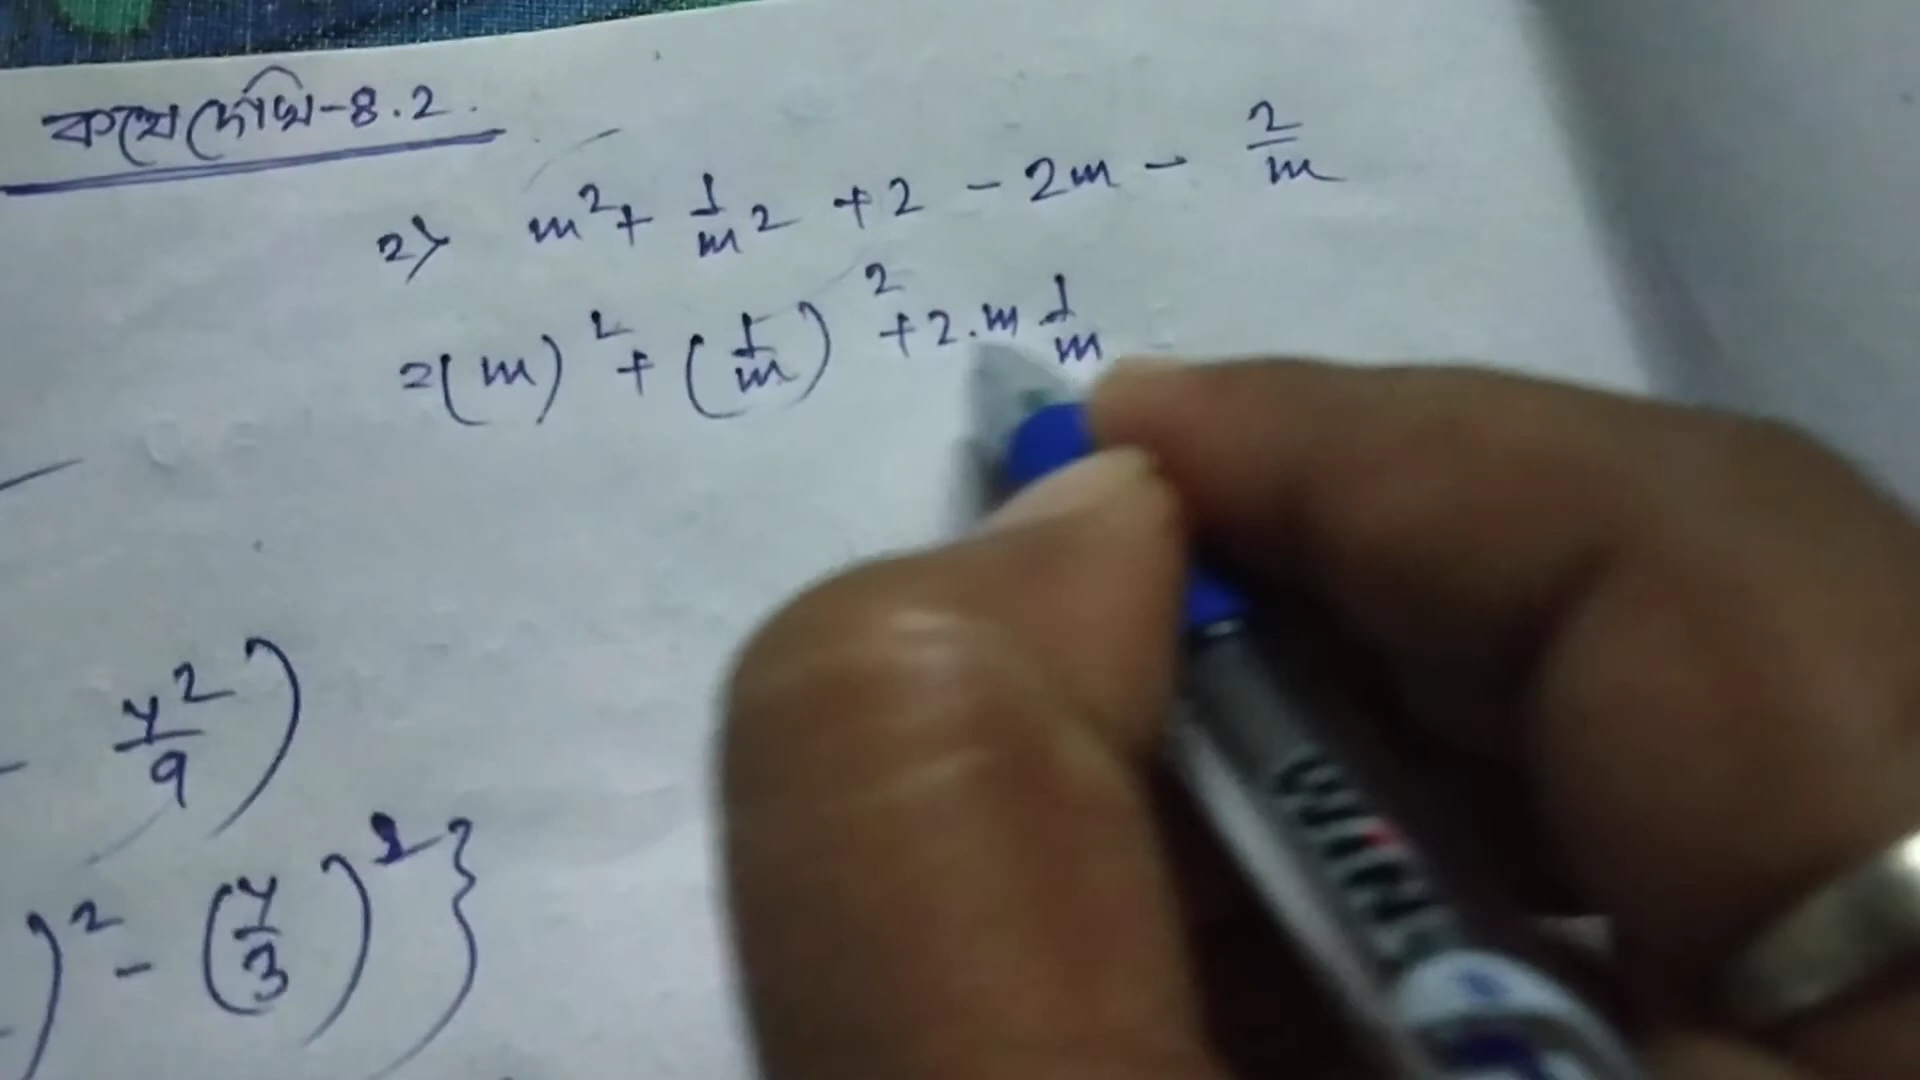 কষে দেখি-8.2
2) m² + 1/m² + 2 - 2m - 2/m
= (m)² + (1/m)² + 2.m 1/m
- y²/9)
)² - (y/3)²}